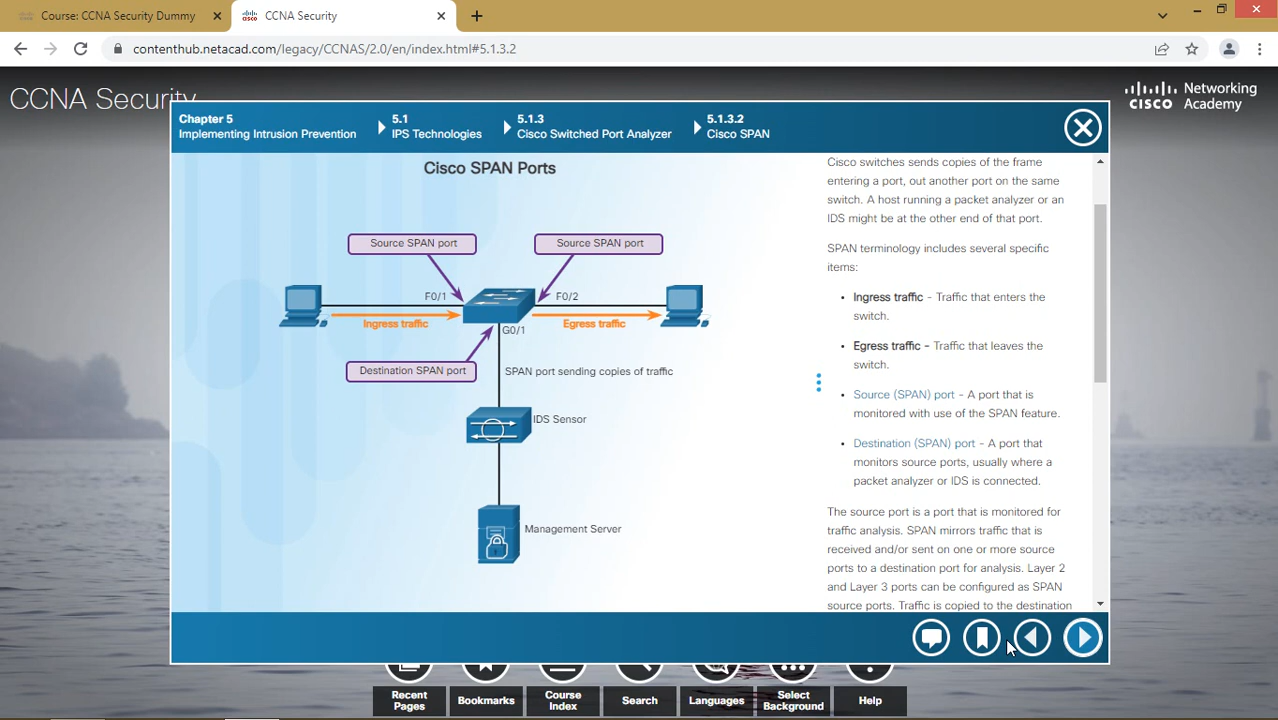 Course: CCNA Security Dummy
CCNA Security
contenthub.netacad.com/legacy/CCNAS/2.0/en/index.html#5.1.3.2
CCNA Security
Networking
CISCO Academy
Chapter 5
Implementing Intrusion Prevention
5.1
IPS Technologies
5.1.3
Cisco Switched Port Analyzer
5.1.3.2
Cisco SPAN
Cisco SPAN Ports
Source SPAN port
Source SPAN port
F0/1
F0/2
Ingress traffic
Egress traffic
G0/1
Destination SPAN port
SPAN port sending copies of traffic
IDS Sensor
Management Server
Cisco switches sends copies of the frame
entering a port, out another port on the same
switch. A host running a packet analyzer or an
IDS might be at the other end of that port.
SPAN terminology includes several specific
items:
• Ingress traffic - Traffic that enters the
switch.
• Egress traffic - Traffic that leaves the
switch.
• Source (SPAN) port - A port that is
monitored with use of the SPAN feature.
• Destination (SPAN) port - A port that
monitors source ports, usually where a
packet analyzer or IDS is connected.
The source port is a port that is monitored for
traffic analysis. SPAN mirrors traffic that is
received and/or sent on one or more source
ports to a destination port for analysis. Layer 2
and Layer 3 ports can be configured as SPAN
source ports. Traffic is copied to the destination
Recent
Pages
Bookmarks
Course
Index
Search
Languages
Select
Background
Help